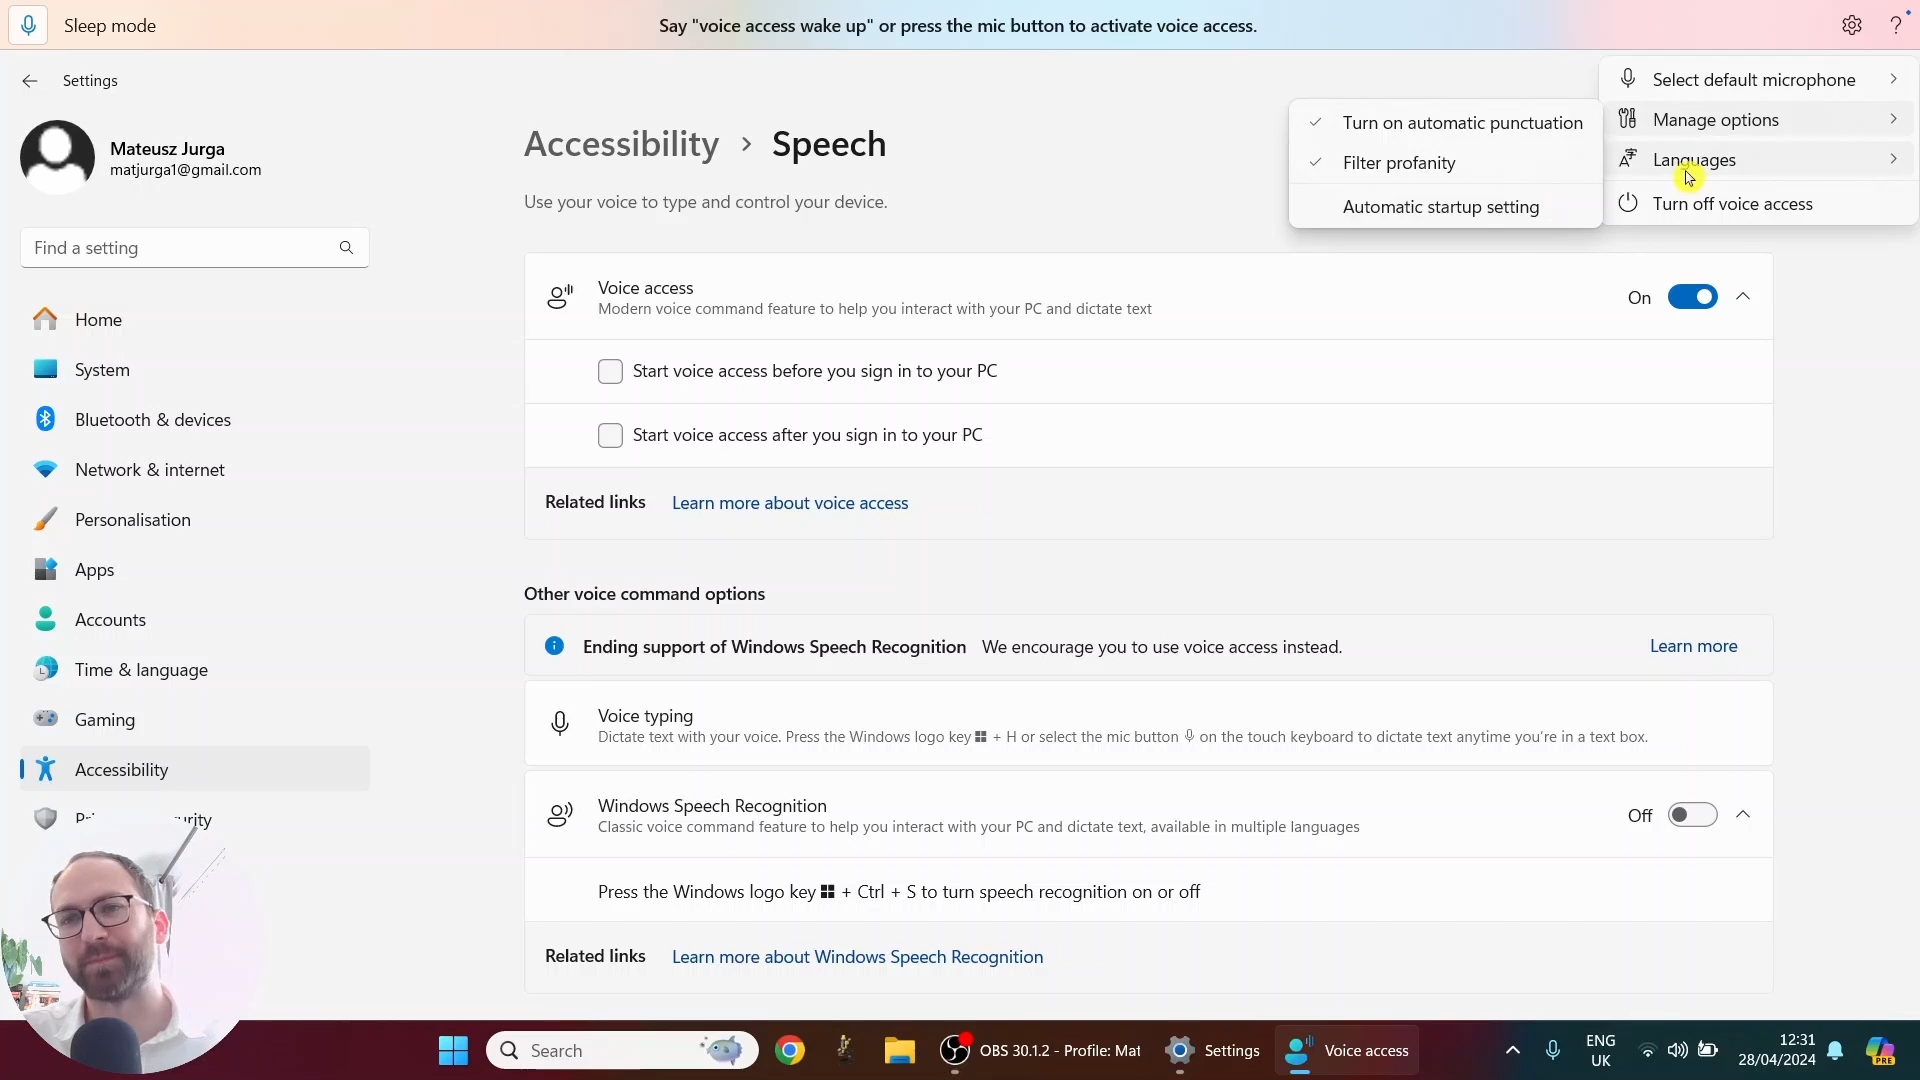 Sleep mode
Say "voice access wake up" or press the mic button to activate voice access.
Settings
Mateusz Jurga
matjurga1@gmail.com
Find a setting
Home
System
Bluetooth & devices
Network & internet
Personalisation
Apps
Accounts
Time & language
Gaming
Accessibility
Accessibility > Speech
Use your voice to type and control your device.
Select default microphone
Manage options
Languages
Turn off voice access
Turn on automatic punctuation
Filter profanity
Automatic startup setting
Voice access
Modern voice command feature to help you interact with your PC and dictate text
On
Start voice access before you sign in to your PC
Start voice access after you sign in to your PC
Related links Learn more about voice access
Other voice command options
Ending support of Windows Speech Recognition We encourage you to use voice access instead. Learn more
Voice typing
Dictate text with your voice. Press the Windows logo key + H or select the mic button on the touch keyboard to dictate text anytime you're in a text box.
Windows Speech Recognition
Classic voice command feature to help you interact with your PC and dictate text, available in multiple languages
Off
Press the Windows logo key + Ctrl + S to turn speech recognition on or off
Related links Learn more about Windows Speech Recognition
Search
OBS 30.1.2 - Profile: Mat
Settings
Voice access
ENG
UK
12:31
28/04/2024
PRE